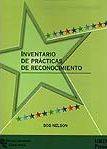 INVENTARIO
DE PRÁCTICAS
DE RECONOCIMIENTO
BOB NELSON